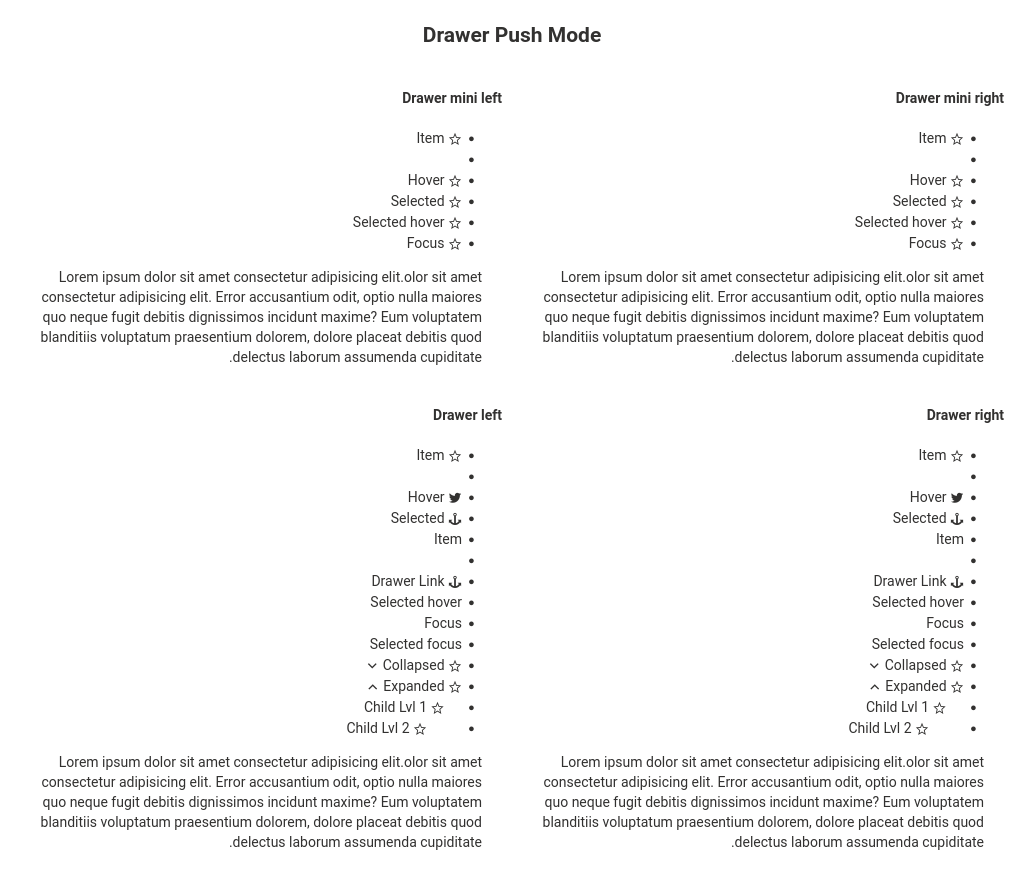 Drawer Push Mode
Drawer mini left
Item
Hover
Selected
Selected hover
Focus
Lorem ipsum dolor sit amet consectetur adipisicing elit.olor sit amet
consectetur adipisicing elit. Error accusantium odit, optio nulla maiores
quo neque fugit debitis dignissimos incidunt maxime? Eum voluptatem
blanditiis voluptatum praesentium dolorem, dolore placeat debitis quod
.delectus laborum assumenda cupiditate
Drawer mini right
Item
Hover
Selected
Selected hover
Focus
Lorem ipsum dolor sit amet consectetur adipisicing elit.olor sit amet
consectetur adipisicing elit. Error accusantium odit, optio nulla maiores
quo neque fugit debitis dignissimos incidunt maxime? Eum voluptatem
blanditiis voluptatum praesentium dolorem, dolore placeat debitis quod
.delectus laborum assumenda cupiditate
Drawer left
Item
Hover
Selected
Item
Drawer Link
Selected hover
Focus
Selected focus
Collapsed
Expanded
Child Lvl 1
Child Lvl 2
Lorem ipsum dolor sit amet consectetur adipisicing elit.olor sit amet
consectetur adipisicing elit. Error accusantium odit, optio nulla maiores
quo neque fugit debitis dignissimos incidunt maxime? Eum voluptatem
blanditiis voluptatum praesentium dolorem, dolore placeat debitis quod
.delectus laborum assumenda cupiditate
Drawer right
Item
Hover
Selected
Item
Drawer Link
Selected hover
Focus
Selected focus
Collapsed
Expanded
Child Lvl 1
Child Lvl 2
Lorem ipsum dolor sit amet consectetur adipisicing elit.olor sit amet
consectetur adipisicing elit. Error accusantium odit, optio nulla maiores
quo neque fugit debitis dignissimos incidunt maxime? Eum voluptatem
blanditiis voluptatum praesentium dolorem, dolore placeat debitis quod
.delectus laborum assumenda cupiditate